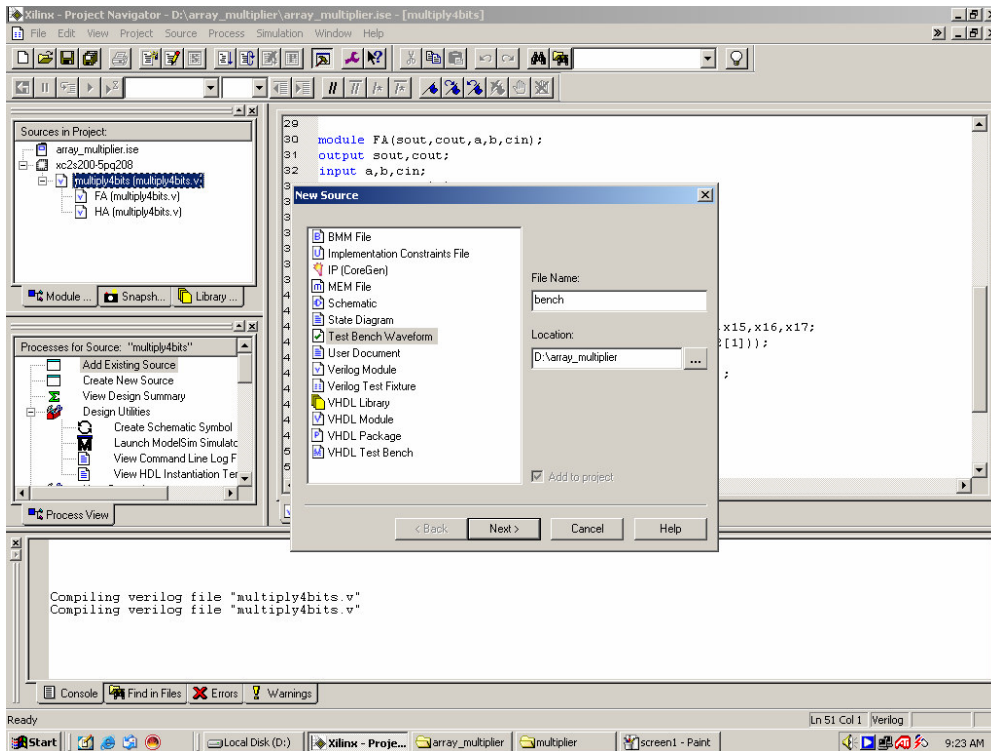 Xilinx - Project Navigator - D:\array_multiplier\array_multiplier.ise - [multiply4bits]
File Edit View Project Source Process Simulation Window Help
Sources in Project:
array_multiplier.ise
xc2s200-5pq208
multiply4bits (multiply4bits.v)
FA (multiply4bits.v)
HA (multiply4bits.v)
Module ... Snapsh... Library ...
Processes for Source: "multiply4bits"
Add Existing Source
Create New Source
View Design Summary
Design Utilities
Create Schematic Symbol
Launch ModelSim Simulatc
View Command Line Log F
View HDL Instantiation Ter
Process View
29
30 module FA(sout,cout,a,b,cin);
31 output sout,cout;
32 input a,b,cin;
,x15,x16,x17;
[1]));
;
New Source
BMM File
Implementation Constraints File
IP (CoreGen)
MEM File
Schematic
State Diagram
Test Bench Waveform
User Document
Verilog Module
Verilog Test Fixture
VHDL Library
VHDL Module
VHDL Package
VHDL Test Bench
File Name:
bench
Location:
D:\array_multiplier
...
Add to project
< Back Next > Cancel Help
Compiling verilog file "multiply4bits.v"
Compiling verilog file "multiply4bits.v"
Console Find in Files Errors Warnings
Ready Ln 51 Col 1 Verilog
Start Local Disk (D:) Xilinx - Proje... array_multiplier multiplier screen1 - Paint 9:23 AM